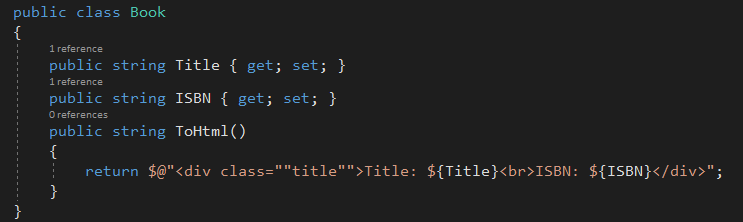 public class Book
{
1 reference
public string Title { get; set; }
1 reference
public string ISBN { get; set; }
0 references
public string ToHtml()
{
return $@"<div class=""title"">Title: ${Title}<br>ISBN: ${ISBN}</div>";
}
}